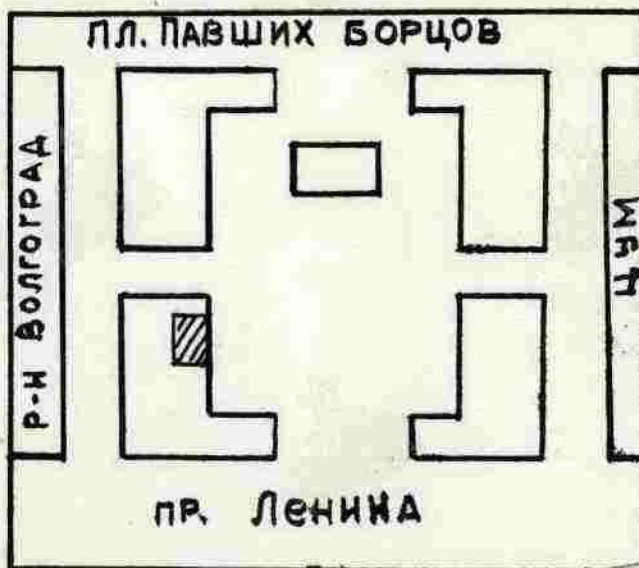 ПЛ. ПАВШИХ БОРЦОВ
Р-Н ВОЛГОГРАД
ЦУМ
ПР. ЛЕНИНА